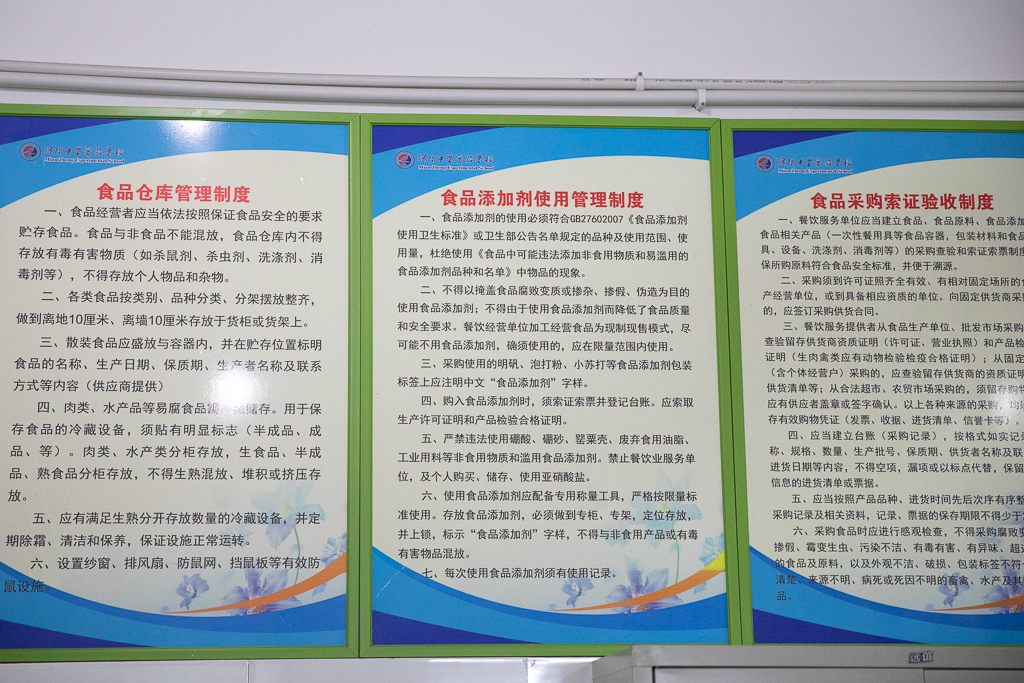 Mian Zhong Experimental School
食品仓库管理制度
一、食品经营者应当依法按照保证食品安全的要求
贮存食品。食品与非食品不能混放，食品仓库内不得
存放有毒有害物质（如杀鼠剂、杀虫剂、洗涤剂、消
毒剂等），不得存放个人物品和杂物。
二、各类食品按类别、品种分类、分架摆放整齐，
做到离地10厘米、离墙10厘米存放于货柜或货架上。
三、散装食品应盛放与容器内，并在贮存位置标明
食品的名称、生产日期、保质期、生产者名称及联系
方式等内容（供应商提供）
四、肉类、水产品等易腐食品储存。用于保
存食品的冷藏设备，须贴有明显标志（半成品、成
品、等）。肉类、水产类分柜存放，生食品、半成
品、熟食品分柜存放，不得生熟混放、堆积或挤压存
放。
五、应有满足生熟分开存放数量的冷藏设备，并定
期除霜、清洁和保养，保证设施正常运转。
六、设置纱窗、排风扇、防鼠网、挡鼠板等有效防
鼠设施。
Mian Zhong Experimental School
食品添加剂使用管理制度
一、食品添加剂的使用必须符合GB27602007《食品添加剂
使用卫生标准》或卫生部公告名单规定的品种及使用范围、使
用量，杜绝使用《食品中可能违法添加非食用物质和易滥用的
食品添加剂品种和名单》中物品的现象。
二、不得以掩盖食品腐败变质或掺杂、掺假、伪造为目的
使用食品添加剂；不得由于使用食品添加剂而降低了食品质量
和安全要求。餐饮经营单位加工经营食品为现制现售模式，尽
可能不用食品添加剂，确须使用的，应在限量范围内使用。
三、采购使用的明矾、泡打粉、小苏打等食品添加剂包装
标签上应注明中文“食品添加剂”字样。
四、购入食品添加剂时，须索证索票并登记台账。应索取
生产许可证明和产品检验合格证明。
五、严禁违法使用硼酸、硼砂、罂粟壳、废弃食用油脂、
工业用料等非食用物质和滥用食品添加剂。禁止餐饮业服务单
位，及个人购买、储存、使用亚硝酸盐。
六、使用食品添加剂应配备专用称量工具，严格按限量标
准使用。存放食品添加剂，必须做到专柜、专架，定位存放，
并上锁，标示“食品添加剂”字样，不得与非食用产品或有毒
有害物品混放。
七、每次使用食品添加剂须有使用记录。
Mian Zhong Experimental School
食品采购索证验收制度
一、餐饮服务单位应当建立食品、食品原料、食品添加
食品相关产品（一次性餐用具等食品容器，包装材料和食品
具、设备、洗涤剂、消毒剂等）的采购查验和索证索票制度
保所购原料符合食品安全标准，并便于溯源。
二、采购须到许可证照齐全有效、有相对固定场所的食
产经营单位，或到具备相应资质的单位。向固定供货商采购
的，应签订采购供货合同。
三、餐饮服务提供者从食品生产单位、批发市场采购
查验留存供货商资质证明（许可证、营业执照）和产品检
证明（生肉禽类应有动物检验检疫合格证明）；从固定
（含个体经营户）采购的，应查验留存供货商的资质证明
供货清单等；从合法超市、农贸市场采购的，须留存购物
应有供应者盖章或签字确认。以上各种来源的采购，均须
存有效购物凭证（发票、收据、进货清单、信誉卡等）。
四、应当建立台账（采购记录），按格式如实记录
称、规格、数量、生产批号、保质期、供货者名称及联
进货日期等内容，不得空项，漏项或以标点代替，保留
信息的进货清单或票据。
五、应当按照产品品种、进货时间先后次序有序整
采购记录及相关资料，记录、票据的保存期限不得少于
六、采购食品时应进行感观检查，不得采购腐败
掺假、霉变生虫、污染不洁、有毒有害、有异味、超过
的食品及原料，以及外观不洁、破损、包装标签不符
清楚、来源不明、病死或死因不明的畜禽、水产及其
品。